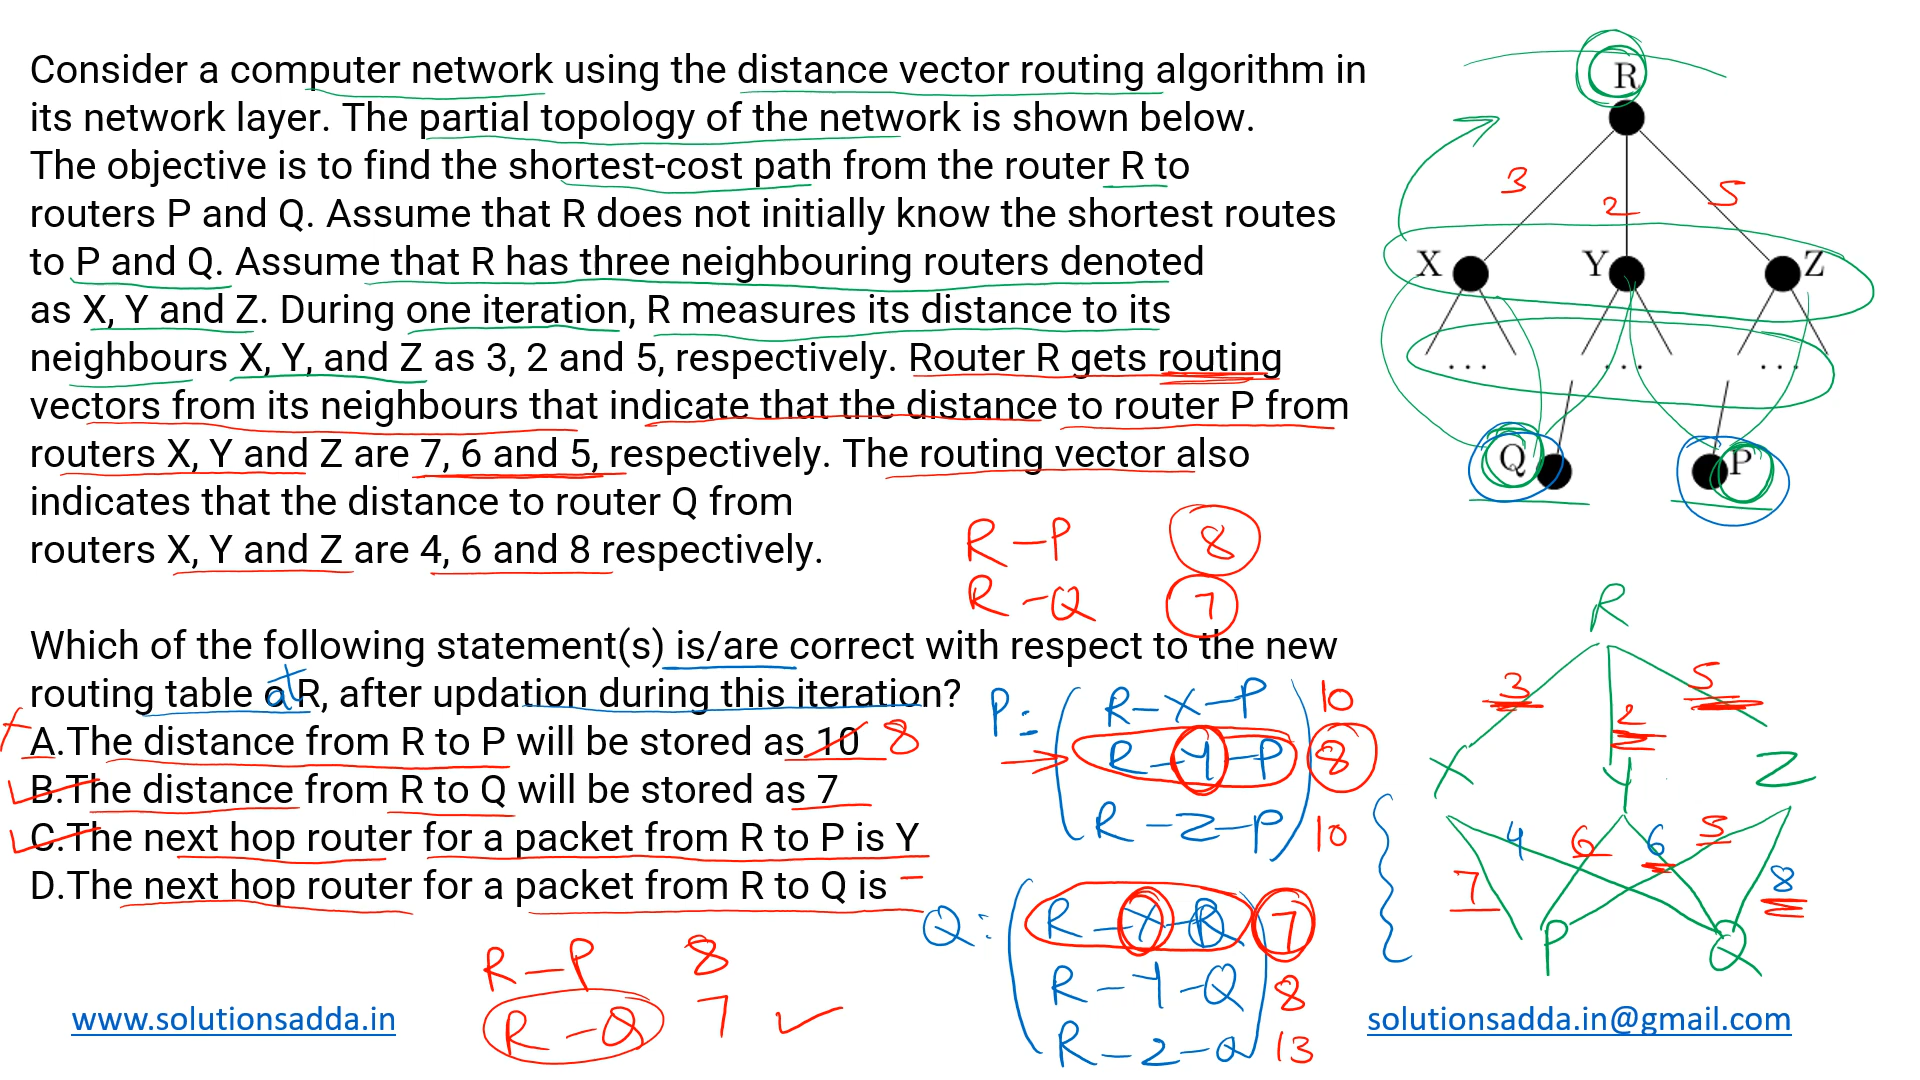 Consider a computer network using the distance vector routing algorithm in
its network layer. The partial topology of the network is shown below.
The objective is to find the shortest-cost path from the router R to
routers P and Q. Assume that R does not initially know the shortest routes
to P and Q. Assume that R has three neighbouring routers denoted
as X, Y and Z. During one iteration, R measures its distance to its
neighbours X, Y, and Z as 3, 2 and 5, respectively. Router R gets routing
vectors from its neighbours that indicate that the distance to router P from
routers X, Y and Z are 7, 6 and 5, respectively. The routing vector also
indicates that the distance to router Q from
routers X, Y and Z are 4, 6 and 8 respectively.
R
3
2
5
X
Y
Z
...
...
...
Q
P
R-P 8
R-Q 7
Which of the following statement(s) is/are correct with respect to the new
routing table at R, after updation during this iteration?
A.The distance from R to P will be stored as 10 8
B.The distance from R to Q will be stored as 7
C.The next hop router for a packet from R to P is Y
D.The next hop router for a packet from R to Q is
P=
R-X-P 10
R-Y-P 8
R-Z-P 10
Q:
R-X-Q 7
R-Y-Q 8
R-Z-Q 13
R-P 8
R-Q 7
R
3
2
5
X
Y
Z
4
6
6
5
7
8
P
Q
www.solutionsadda.in
solutionsadda.in@gmail.com